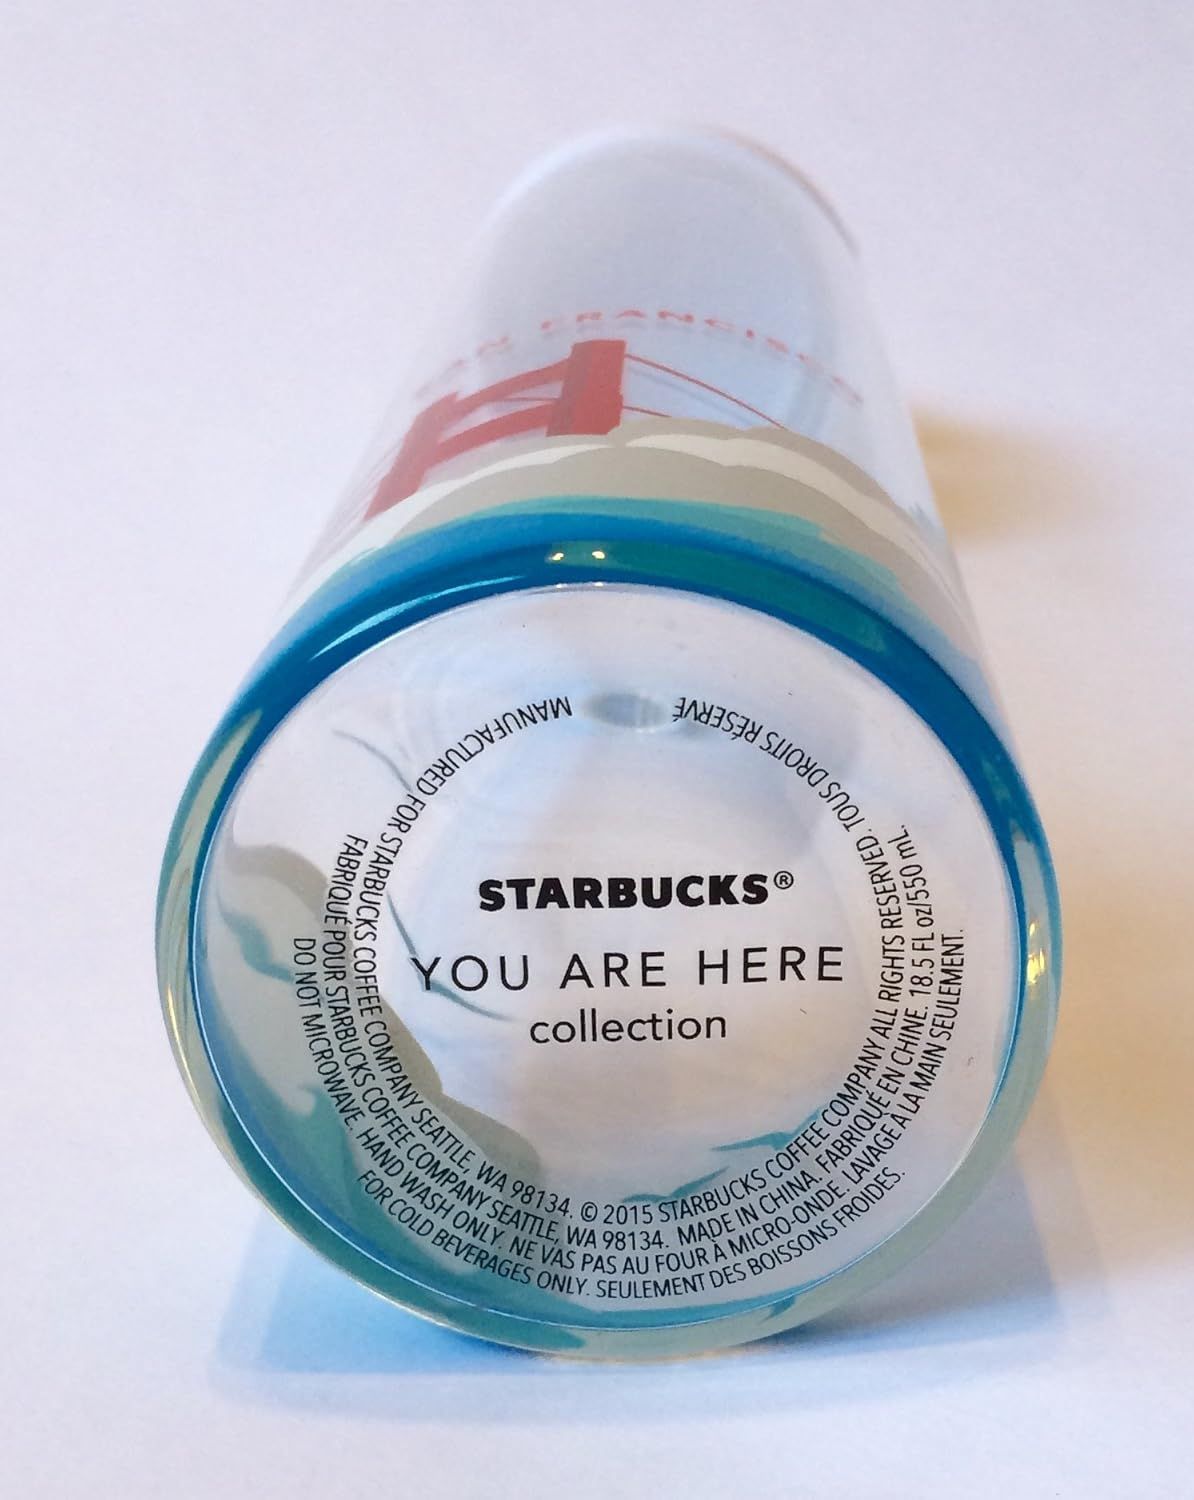 SAN FRANCISCO
STARBUCKS®
YOU ARE HERE
collection
MANUFACTURED FOR STARBUCKS COFFEE COMPANY SEATTLE, WA 98134. © 2015 STARBUCKS COFFEE COMPANY ALL RIGHTS RESERVED. TOUS DROITS RÉSERVÉ
FABRIQUÉ POUR STARBUCKS COFFEE COMPANY SEATTLE, WA 98134. MADE IN CHINA. FABRIQUÉ EN CHINE. 18.5 FL oz/550 mL.
DO NOT MICROWAVE. HAND WASH ONLY. NE VAS PAS AU FOUR À MICRO-ONDE. LAVAGE A LA MAIN SEULEMENT.
FOR COLD BEVERAGES ONLY. SEULEMENT DES BOISSONS FROIDES.